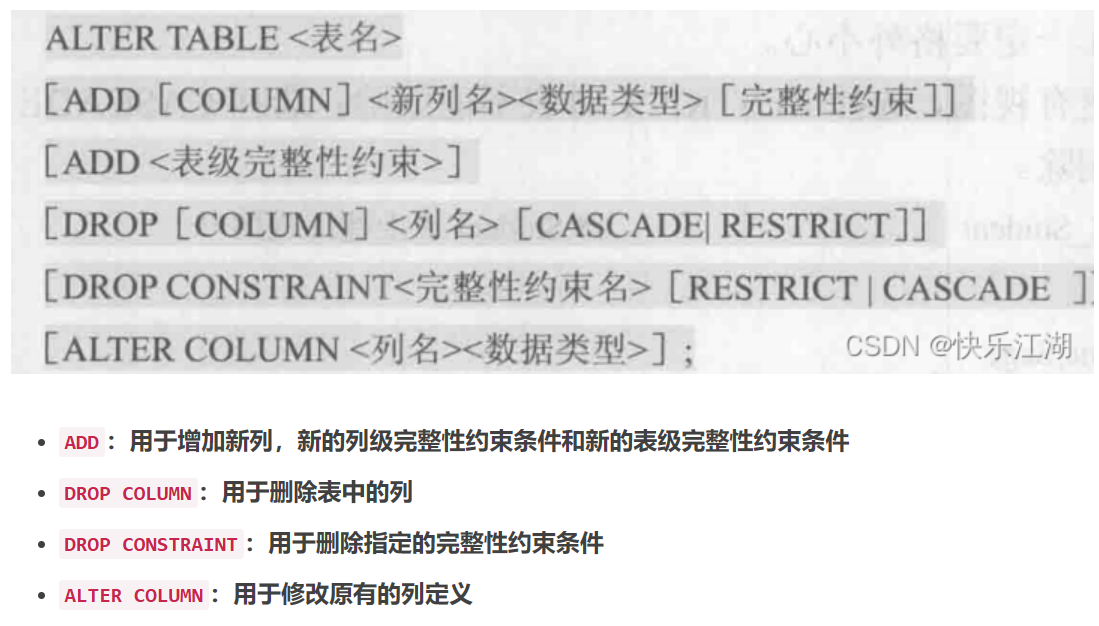 ALTER TABLE <表名>
[ADD [COLUMN] <新列名><数据类型> [完整性约束]]
[ADD <表级完整性约束>]
[DROP [COLUMN] <列名> [CASCADE| RESTRICT]]
[DROP CONSTRAINT<完整性约束名> [RESTRICT | CASCADE ]]
[ALTER COLUMN <列名><数据类型>] ;
CSDN @快乐江湖
• ADD：用于增加新列，新的列级完整性约束条件和新的表级完整性约束条件
• DROP COLUMN：用于删除表中的列
• DROP CONSTRAINT：用于删除指定的完整性约束条件
• ALTER COLUMN：用于修改原有的列定义